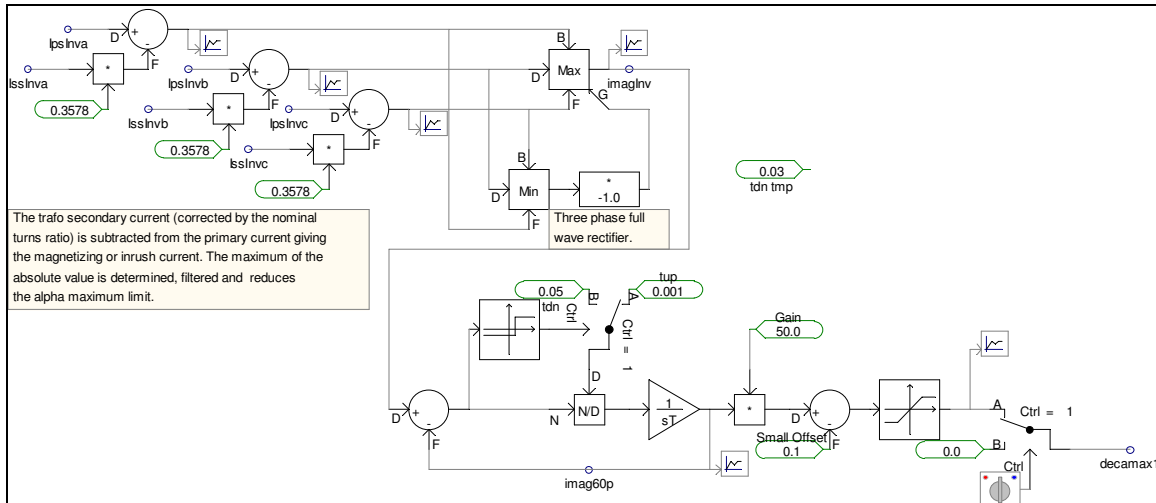 IpsInva
D
+
-
F
IssInva
*
0.3578
IpsInvb
D
+
-
F
IssInvb
*
0.3578
IpsInvc
D
+
-
F
IssInvc
*
0.3578
B
D
Max
F
G
imagInv
B
D
Min
F
*
-1.0
0.03
tdn tmp
The trafo secondary current (corrected by the nominal
turns ratio) is subtracted from the primary current giving
the magnetizing or inrush current. The maximum of the
absolute value is determined, filtered and reduces
the alpha maximum limit.
Three phase full
wave rectifier.
0.05
tdn
B
Ctrl
tup
0.001
A
Ctrl = 1
D
+
-
F
D
N
N/D
1
sT
imag60p
Gain
50.0
*
D
+
-
F
Small Offset
0.1
A
Ctrl = 1
0.0
B
Ctrl
decamax1